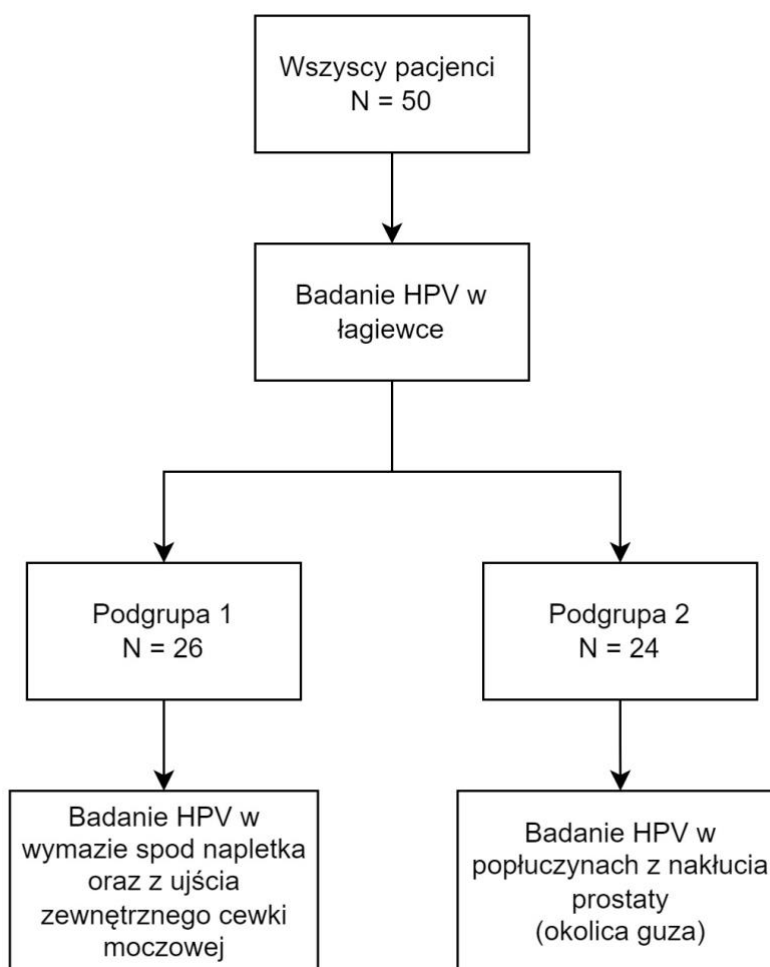 Wszyscy pacjenci
N = 50
Badanie HPV w
łagiewce
Podgrupa 1
N = 26
Podgrupa 2
N = 24
Badanie HPV w
wymazie spod napletka
oraz z ujścia
zewnętrznego cewki
moczowej
Badanie HPV w
popłuczynach z nakłucia
prostaty
(okolica guza)